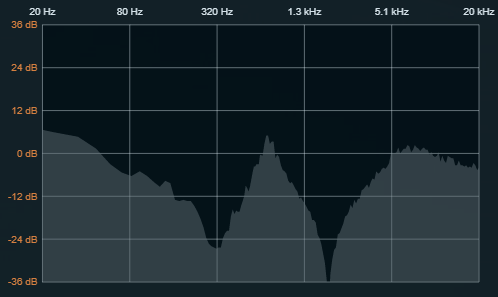 20 Hz 80 Hz 320 Hz 1.3 kHz 5.1 kHz 20 kHz
36 dB
24 dB
12 dB
0 dB
-12 dB
-24 dB
-36 dB